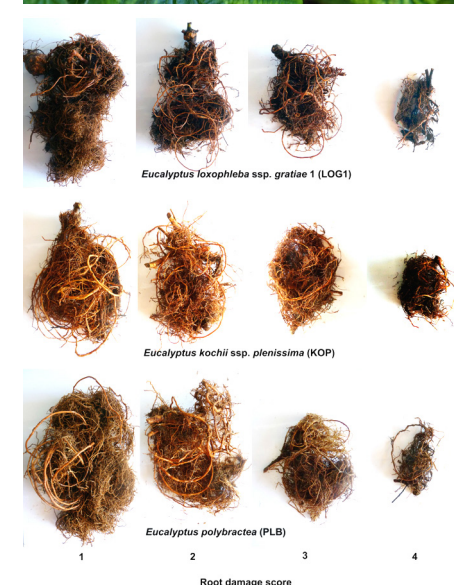 Eucalyptus loxophleba ssp. gratiae 1 (LOG1)
Eucalyptus kochii ssp. plenissima (KOP)
Eucalyptus polybractea (PLB)
1 2 3 4
Root damage score